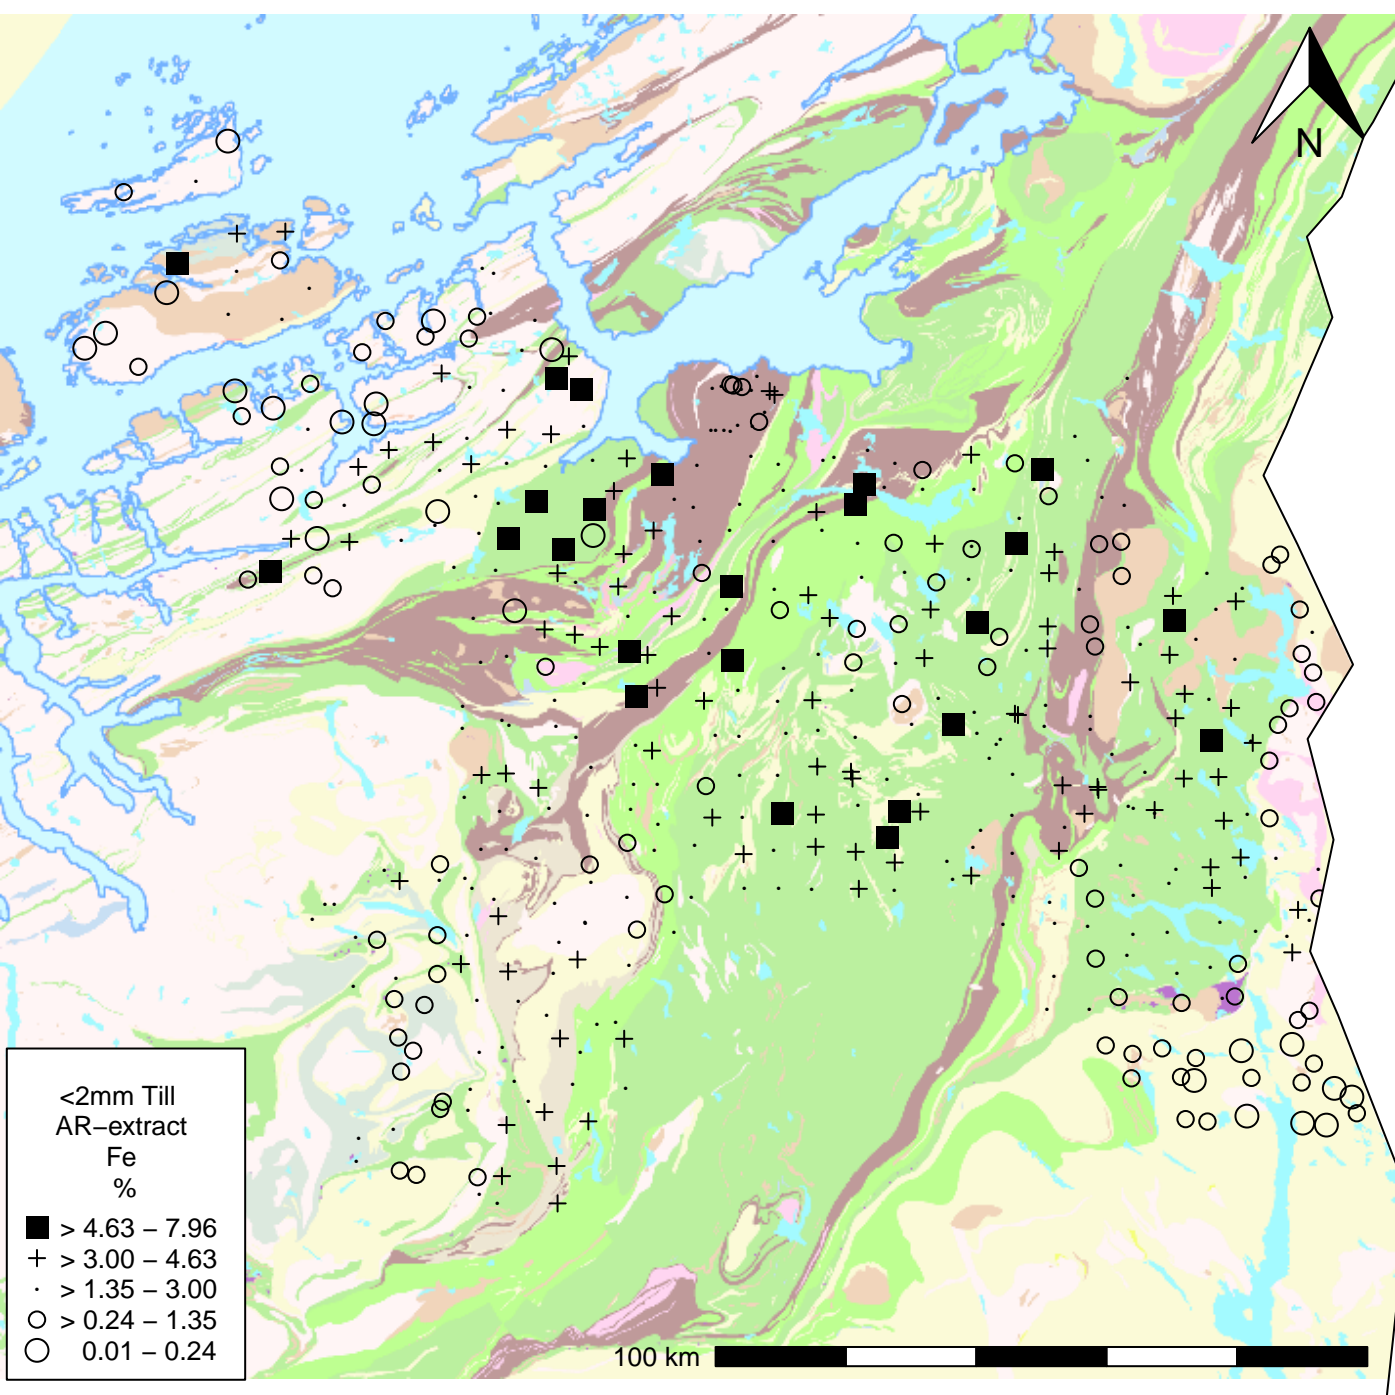 N
<2mm Till
AR−extract
Fe
%
> 4.63 − 7.96
> 3.00 − 4.63
> 1.35 − 3.00
> 0.24 − 1.35
0.01 − 0.24
100 km